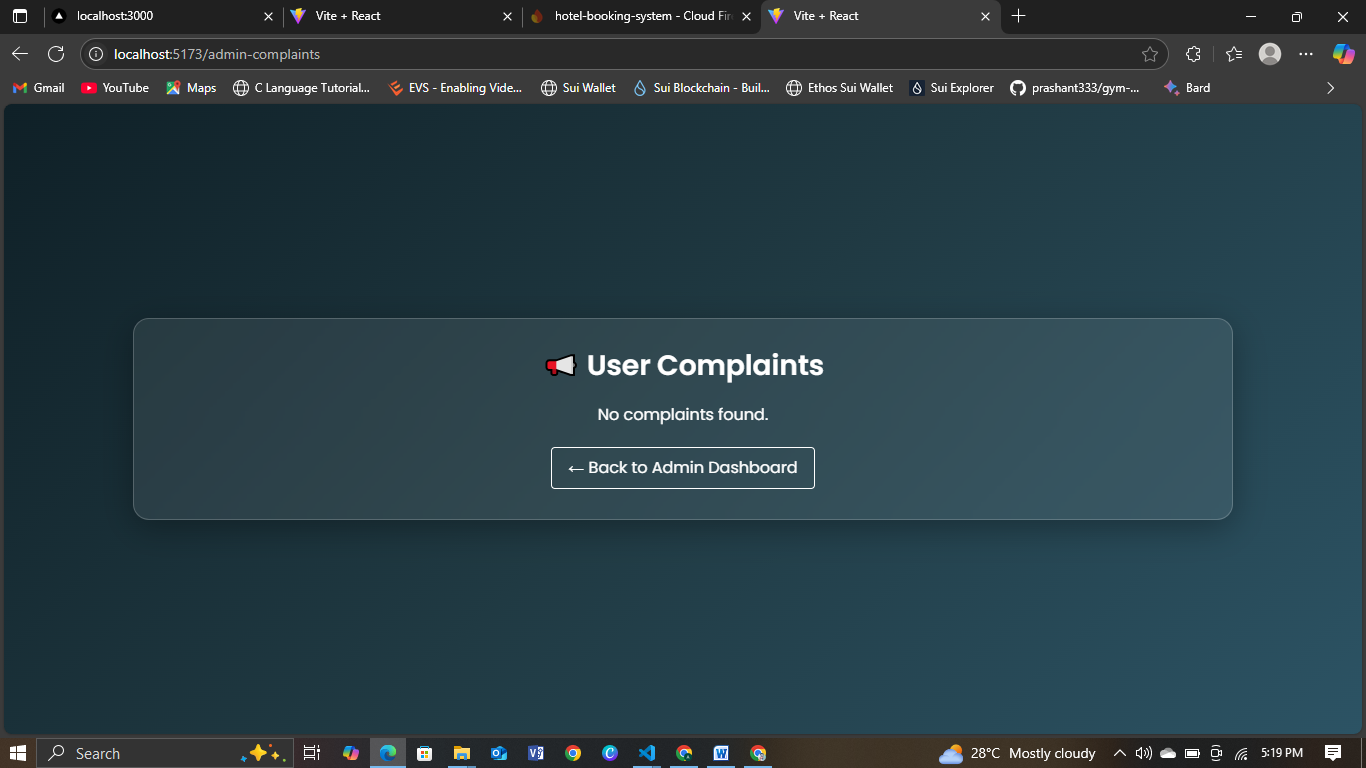 localhost:3000
Vite + React
hotel-booking-system - Cloud Fir
Vite + React
localhost:5173/admin-complaints
Gmail
YouTube
Maps
C Language Tutorial...
EVS - Enabling Vide...
Sui Wallet
Sui Blockchain - Buil...
Ethos Sui Wallet
Sui Explorer
prashant333/gym-...
Bard
User Complaints
No complaints found.
← Back to Admin Dashboard
Search
28°C Mostly cloudy
5:19 PM